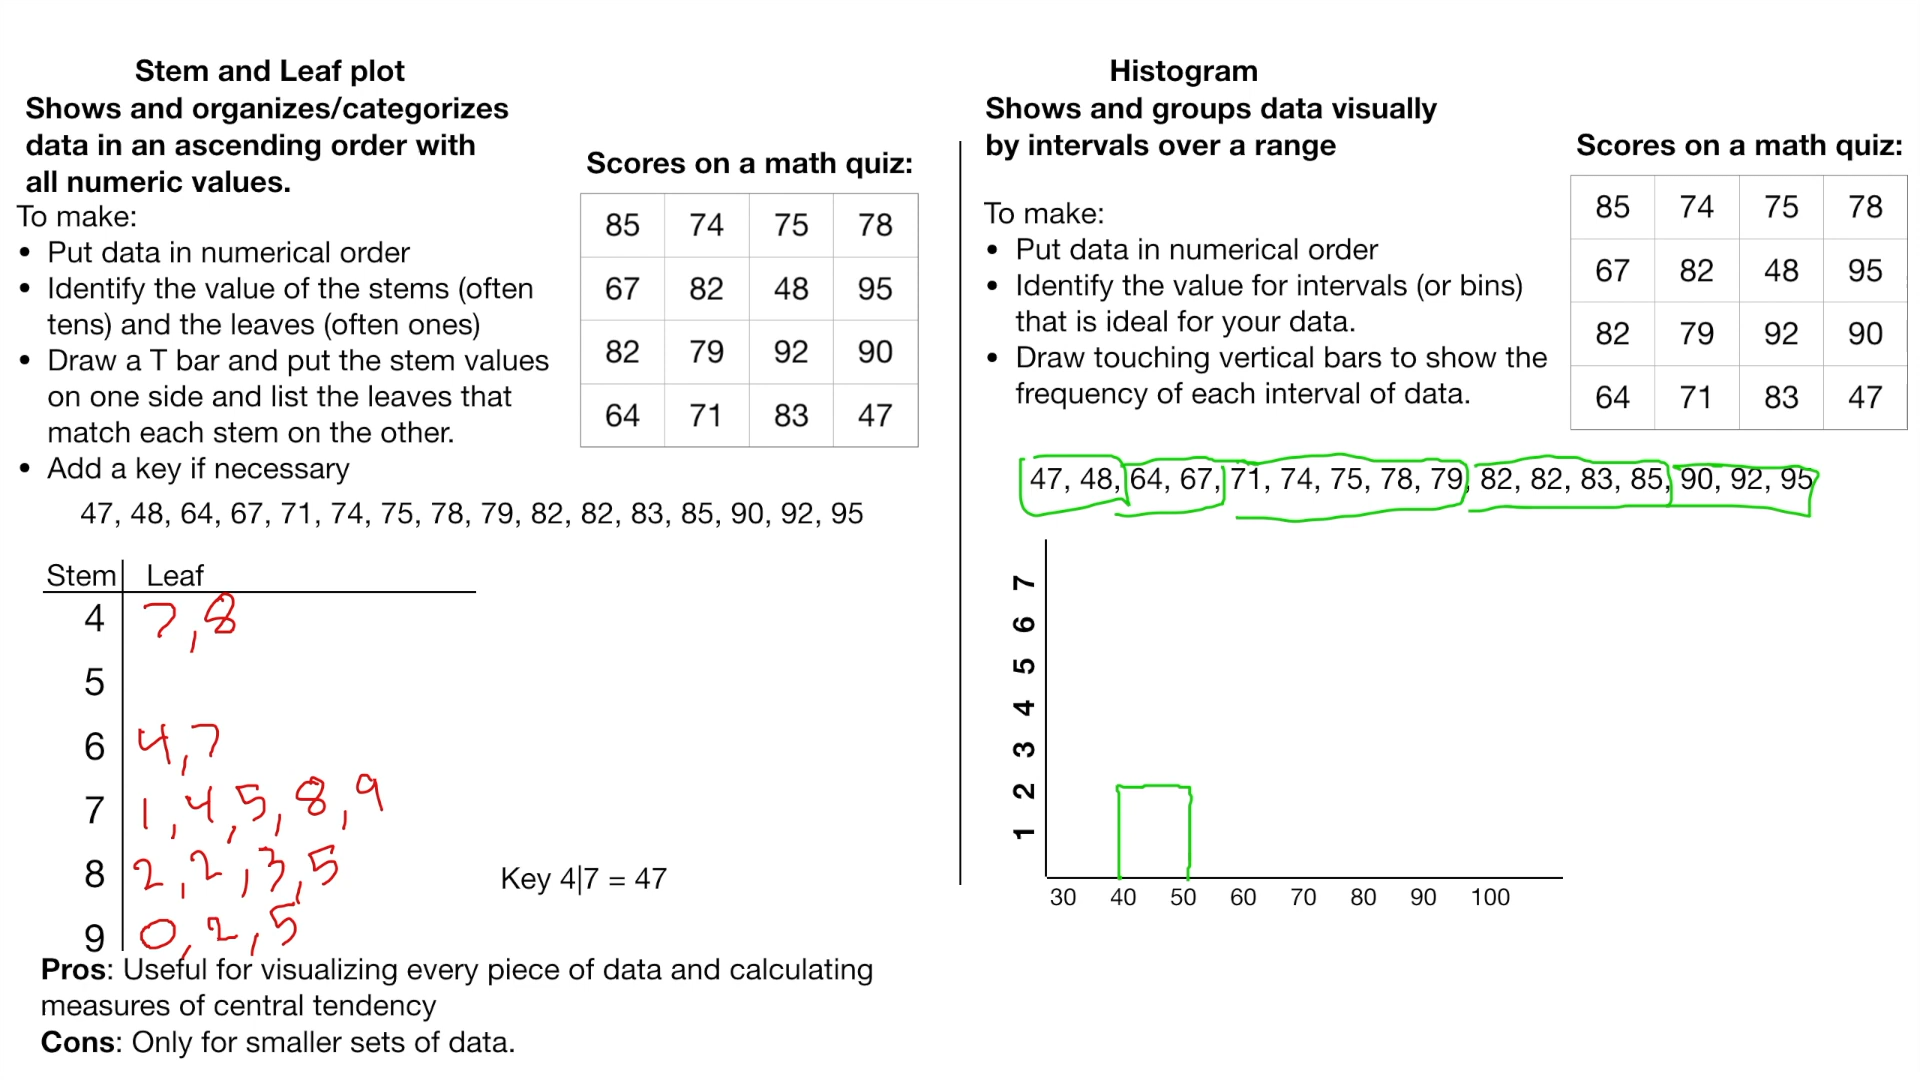 Stem and Leaf plot
Shows and organizes/categorizes
data in an ascending order with
all numeric values.
To make:
• Put data in numerical order
• Identify the value of the stems (often
tens) and the leaves (often ones)
• Draw a T bar and put the stem values
on one side and list the leaves that
match each stem on the other.
• Add a key if necessary
Scores on a math quiz:
85 74 75 78
67 82 48 95
82 79 92 90
64 71 83 47
47, 48, 64, 67, 71, 74, 75, 78, 79, 82, 82, 83, 85, 90, 92, 95
Stem Leaf
4 7, 8
5
6 4, 7
7 1, 4, 5, 8, 9
8 2, 2, 3, 5
9 0, 2, 5
Key 4|7 = 47
Pros: Useful for visualizing every piece of data and calculating
measures of central tendency
Cons: Only for smaller sets of data.
Histogram
Shows and groups data visually
by intervals over a range
To make:
• Put data in numerical order
• Identify the value for intervals (or bins)
that is ideal for your data.
• Draw touching vertical bars to show the
frequency of each interval of data.
Scores on a math quiz:
85 74 75 78
67 82 48 95
82 79 92 90
64 71 83 47
47, 48, 64, 67, 71, 74, 75, 78, 79, 82, 82, 83, 85, 90, 92, 95
7
6
5
4
3
2
1
30 40 50 60 70 80 90 100